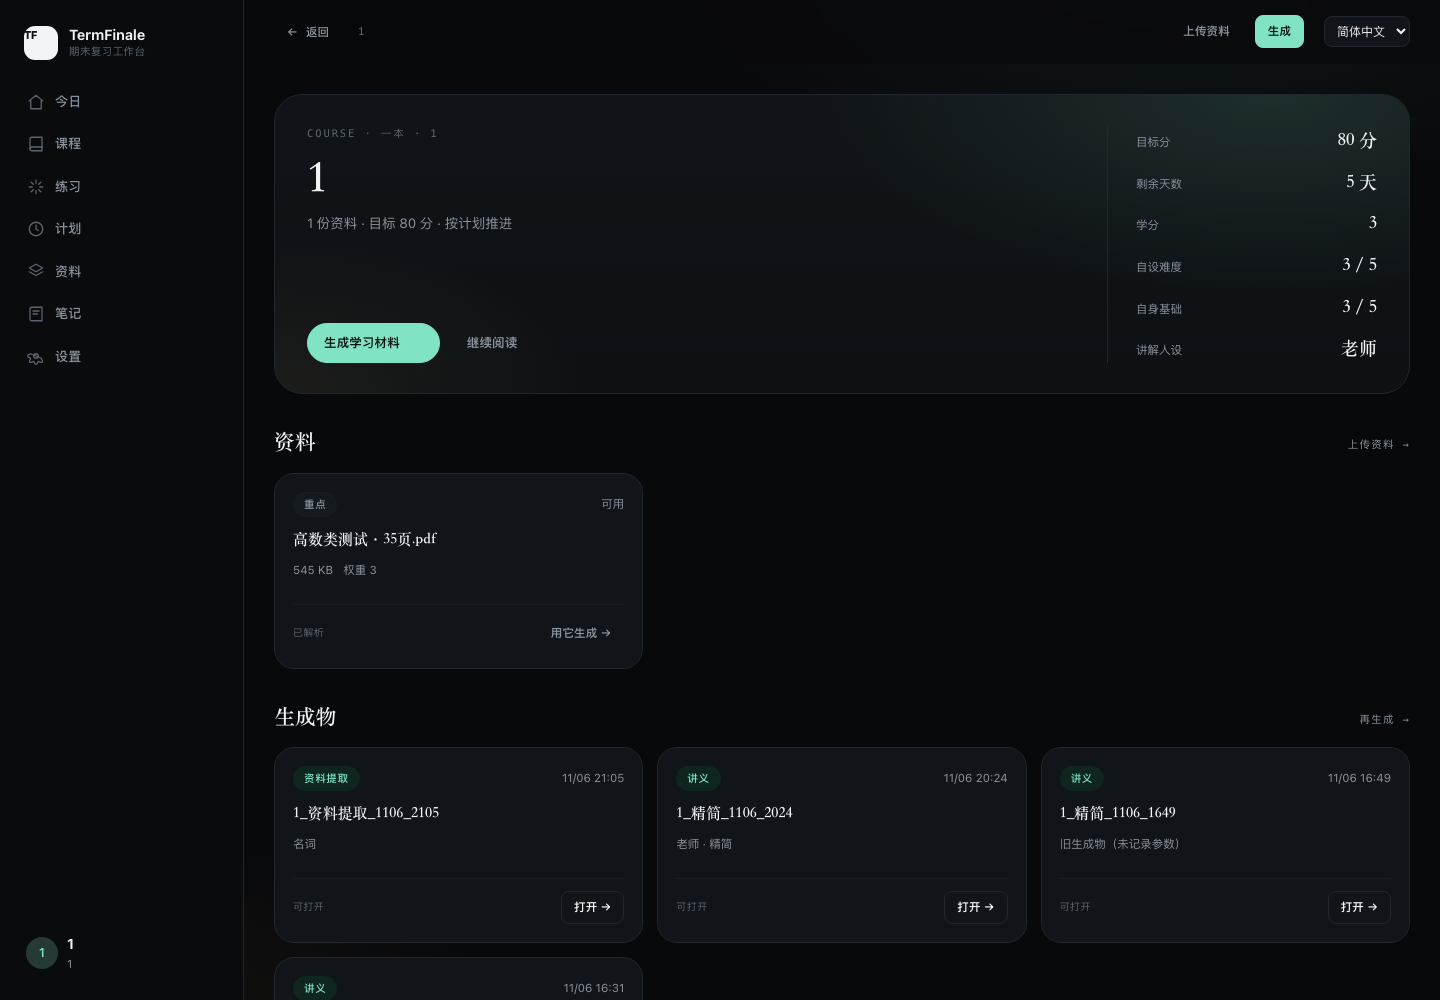 TF
TermFinale
期末复习工作台
今日
课程
练习
计划
资料
笔记
设置
1
1
1
← 返回
1
上传资料
生成
简体中文
COURSE · 一本 · 1
1
1 份资料 · 目标 80 分 · 按计划推进
生成学习材料
继续阅读
目标分
80 分
剩余天数
5 天
学分
3
自设难度
3 / 5
自身基础
3 / 5
讲解人设
老师
资料
上传资料 →
重点
可用
高数类测试 · 35页.pdf
545 KB 权重 3
已解析
用它生成 →
生成物
再生成 →
资料提取
11/06 21:05
1_资料提取_1106_2105
名词
可打开
打开 →
讲义
11/06 20:24
1_精简_1106_2024
老师 · 精简
可打开
打开 →
讲义
11/06 16:49
1_精简_1106_1649
旧生成物（未记录参数）
可打开
打开 →
讲义
11/06 16:31